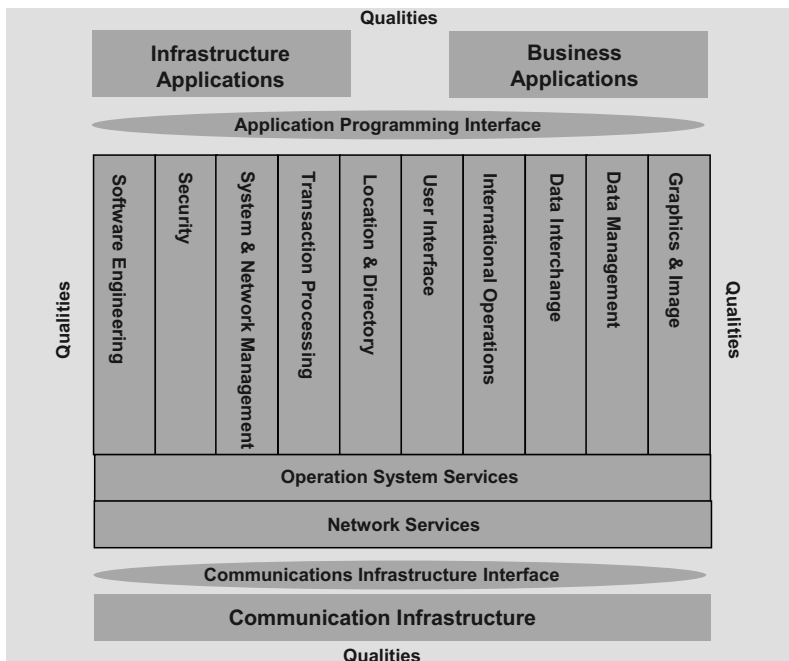 Qualities
Infrastructure
Applications
Business
Applications
Application Programming Interface
Software Engineering
Security
System & Network Management
Transaction Processing
Location & Directory
User Interface
International Operations
Data Interchange
Data Management
Graphics & Image
Qualities
Qualities
Operation System Services
Network Services
Communications Infrastructure Interface
Communication Infrastructure
Qualities